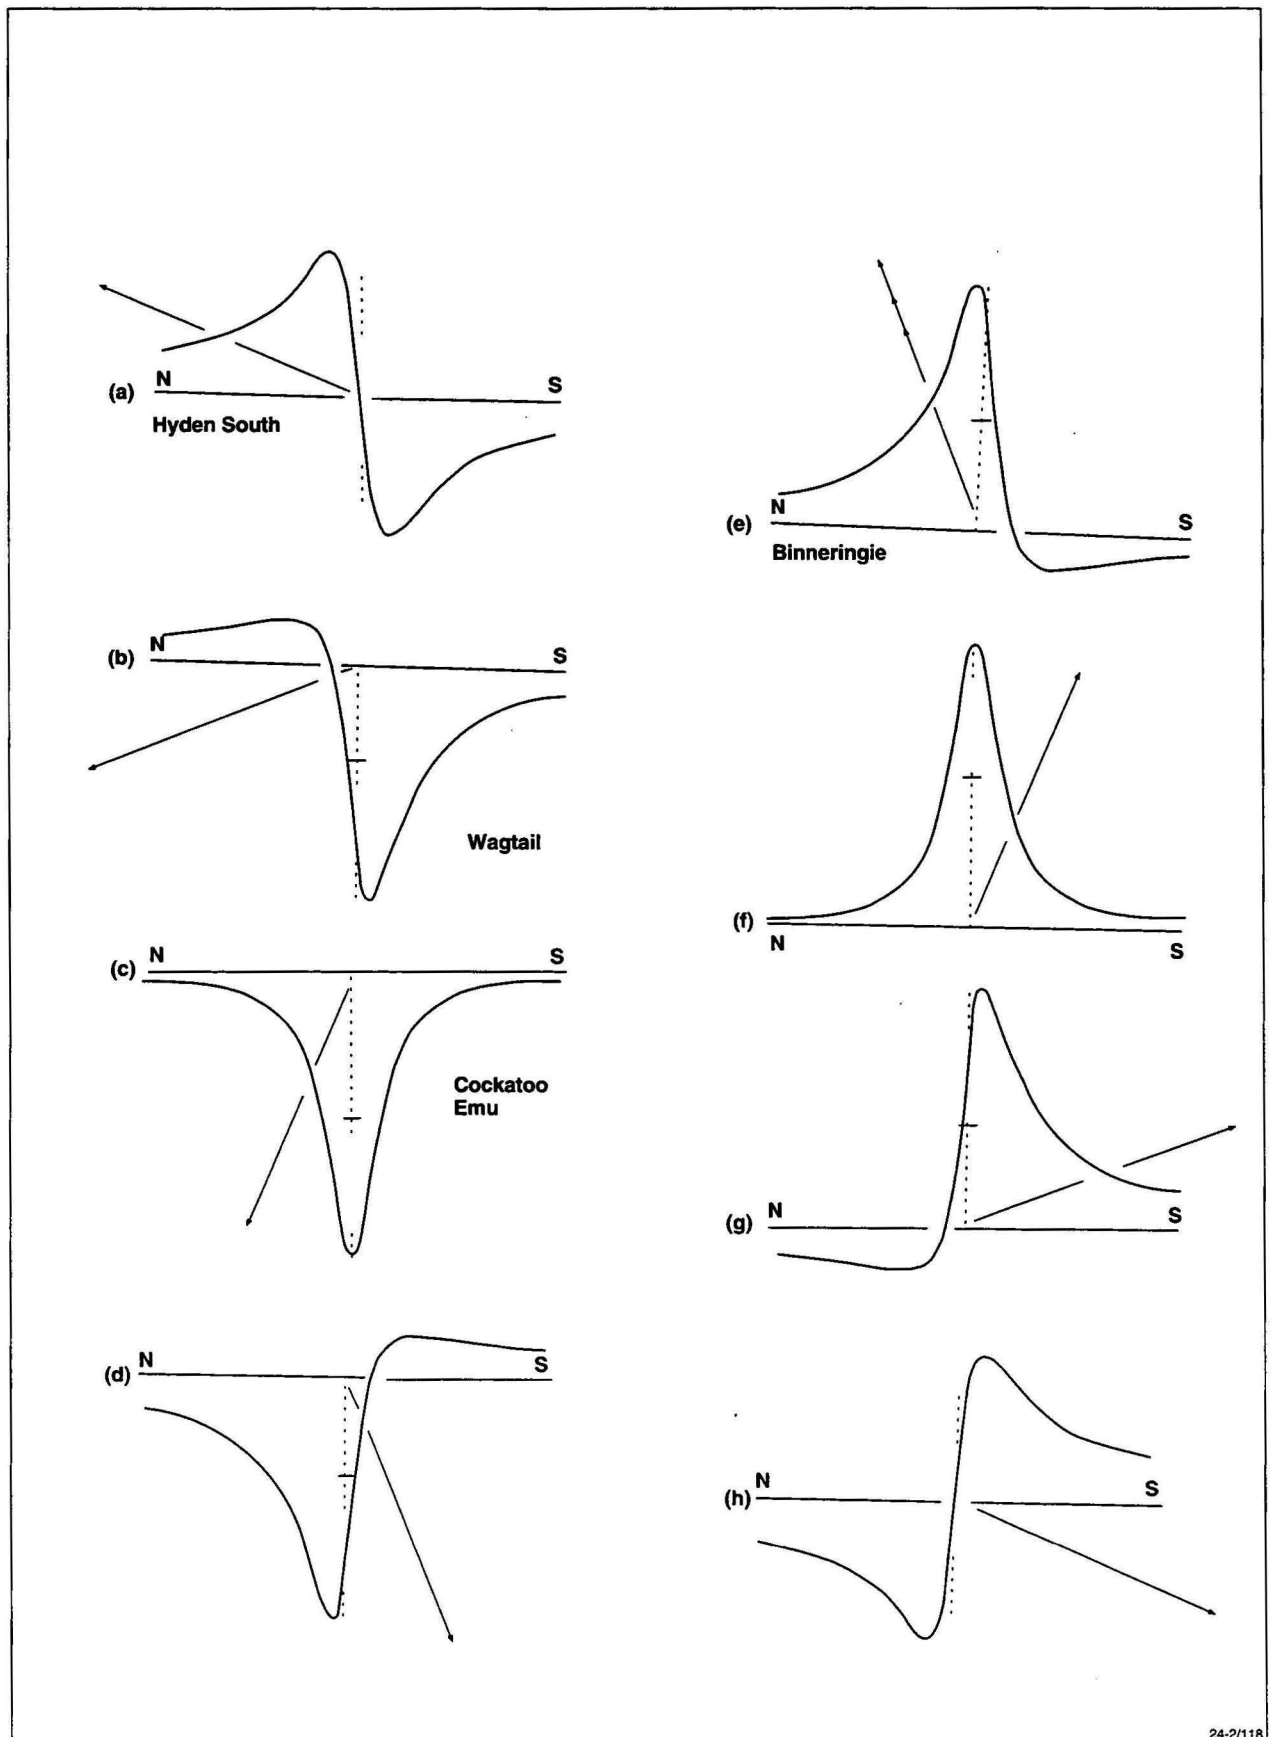 N
S
(a)
Hyden South
N
S
(b)
Wagtail
N
S
(c)
Cockatoo
Emu
N
S
(d)
N
S
(e)
Binneringie
(f)
N
S
N
S
(g)
N
S
(h)
24-2/118